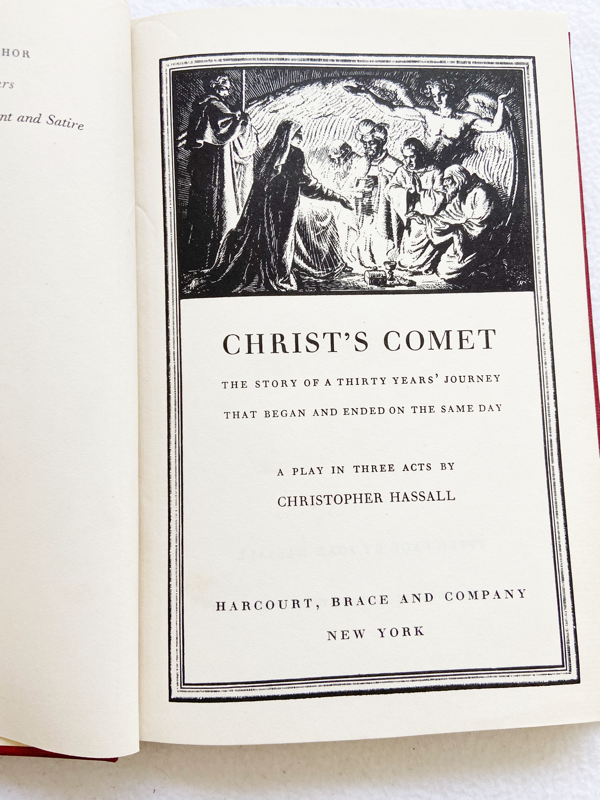 HOR
rs
nt and Satire
CHRIST'S COMET
THE STORY OF A THIRTY YEARS' JOURNEY
THAT BEGAN AND ENDED ON THE SAME DAY
A PLAY IN THREE ACTS BY
CHRISTOPHER HASSALL
HARCOURT, BRACE AND COMPANY
NEW YORK